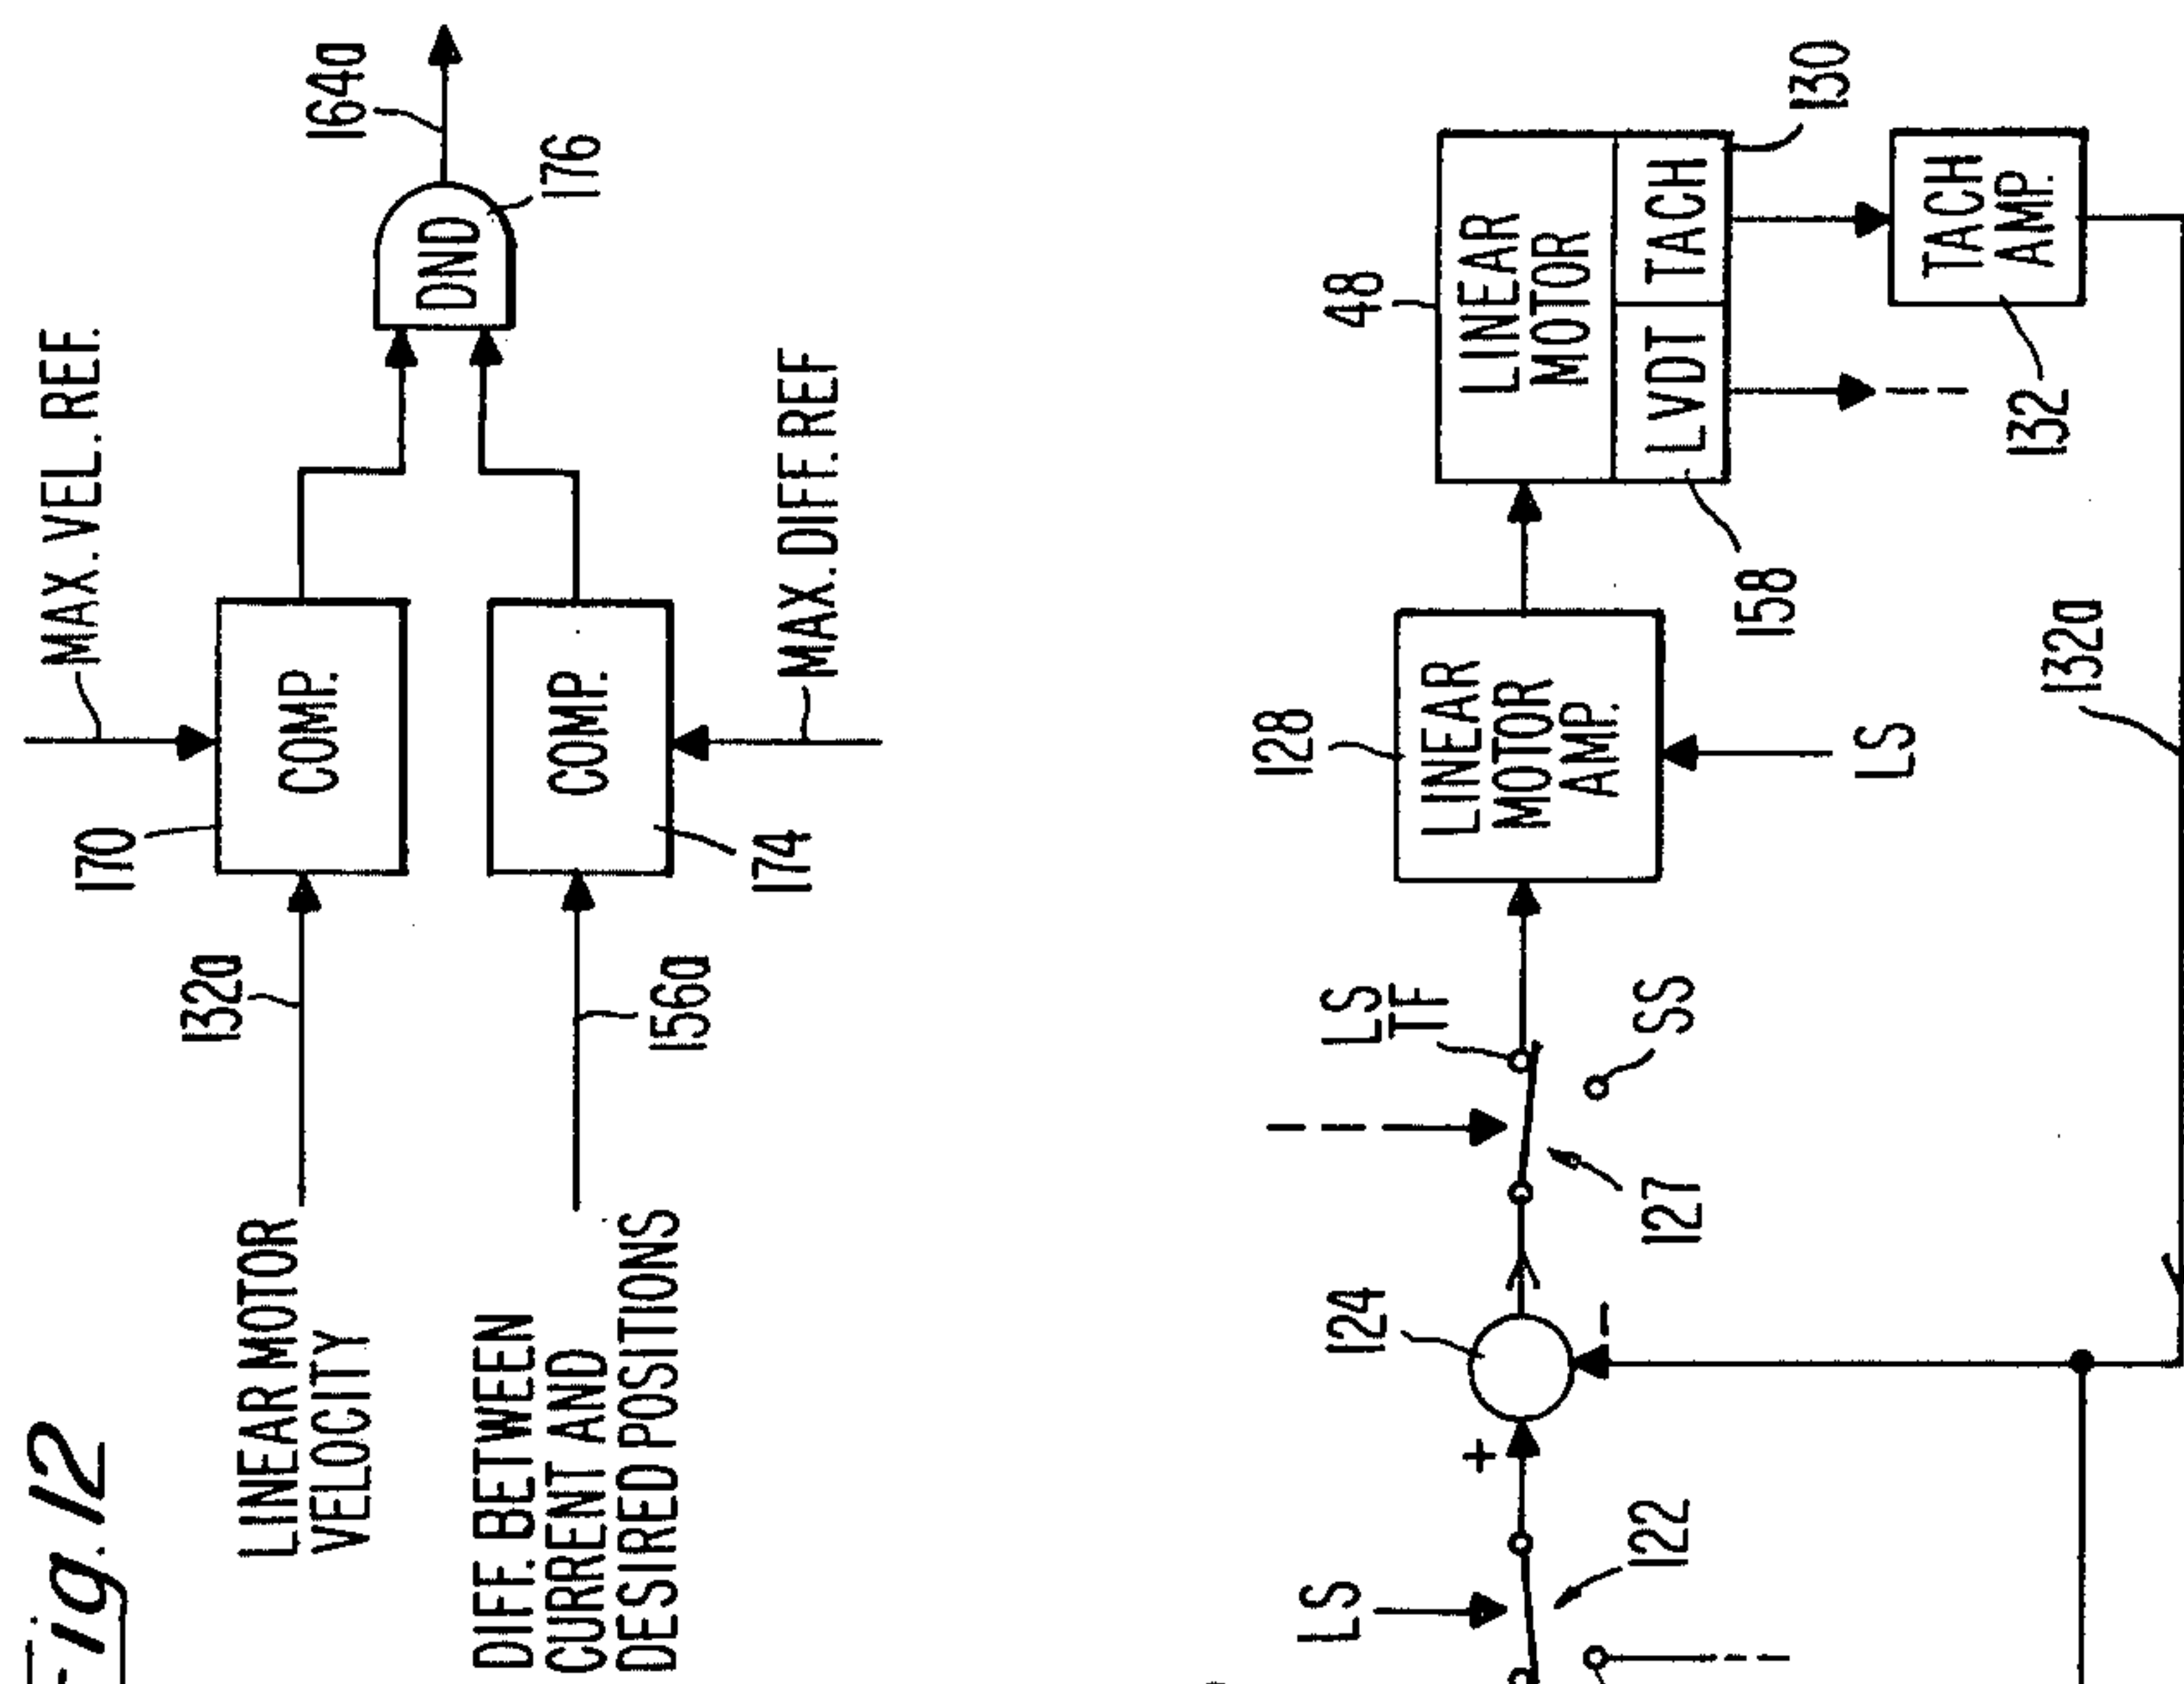 Fig. 12
LINEAR MOTOR
VELOCITY
132a
170
MAX. VEL. REF.
COMP.
DIFF. BETWEEN
CURRENT AND
DESIRED POSITIONS
156a
174
COMP.
MAX. DIFF. REF
DND
176
164a
LS
122
+
124
-
127
LS
TF
SS
128
LINEAR
MOTOR
AMP.
LS
48
LINEAR
MOTOR
LVDT
TACH
158
130
TACH
AMP.
132
132a